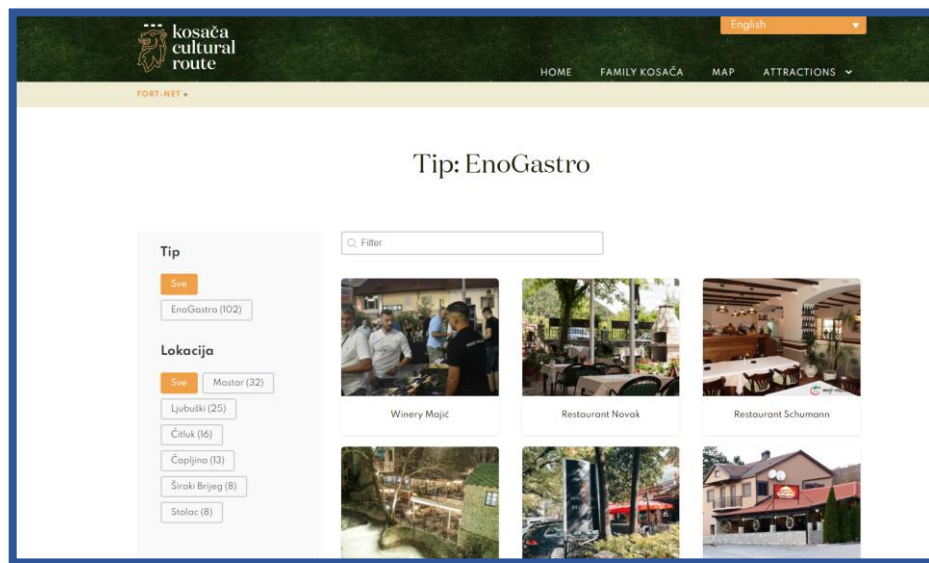 kosača
cultural
route
English
HOME FAMILY KOSAČA MAP ATTRACTIONS
FORT-NET »
Tip: EnoGastro
Tip
Sve
EnoGastro (102)
Lokacija
Sve
Mostar (32)
Ljubuški (25)
Čitluk (16)
Čapljina (13)
Široki Brijeg (8)
Stolac (8)
Filter
Winery Majić
Restaurant Novak
Restaurant Schumann